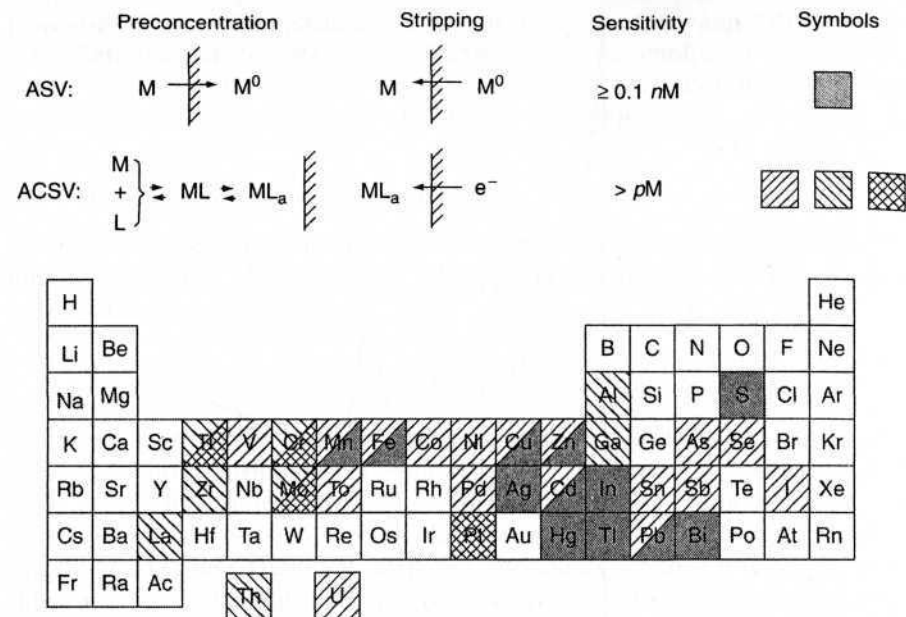 Preconcentration Stripping Sensitivity Symbols
ASV: M M⁰ M M⁰ ≥ 0.1 nM
M
ACSV: + ML MLₐ MLₐ e⁻ > pM
L
H He
Li Be B C N O F Ne
Na Mg Al Si P S Cl Ar
K Ca Sc Ti V Cr Mn Fe Co Ni Cu Zn Ga Ge As Se Br Kr
Rb Sr Y Zr Nb Mo To Ru Rh Pd Ag Cd In Sn Sb Te I Xe
Cs Ba La Hf Ta W Re Os Ir Pt Au Hg Tl Pb Bi Po At Rn
Fr Ra Ac
Th U